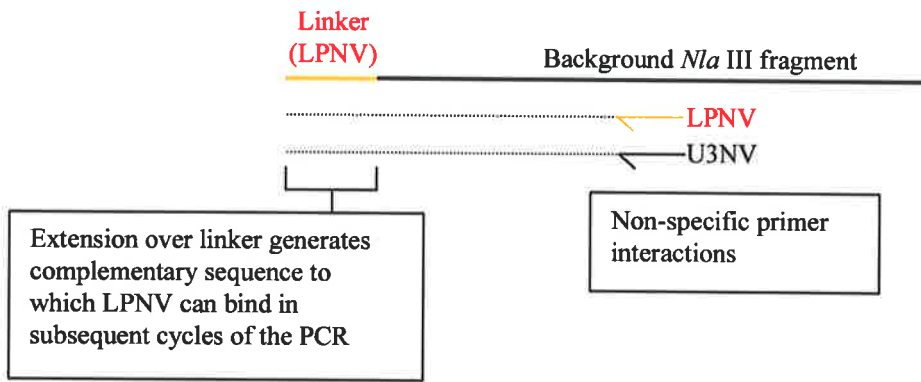 Linker
(LPNV)
Background Nla III fragment
LPNV
U3NV
Extension over linker generates
complementary sequence to
which LPNV can bind in
subsequent cycles of the PCR
Non-specific primer
interactions